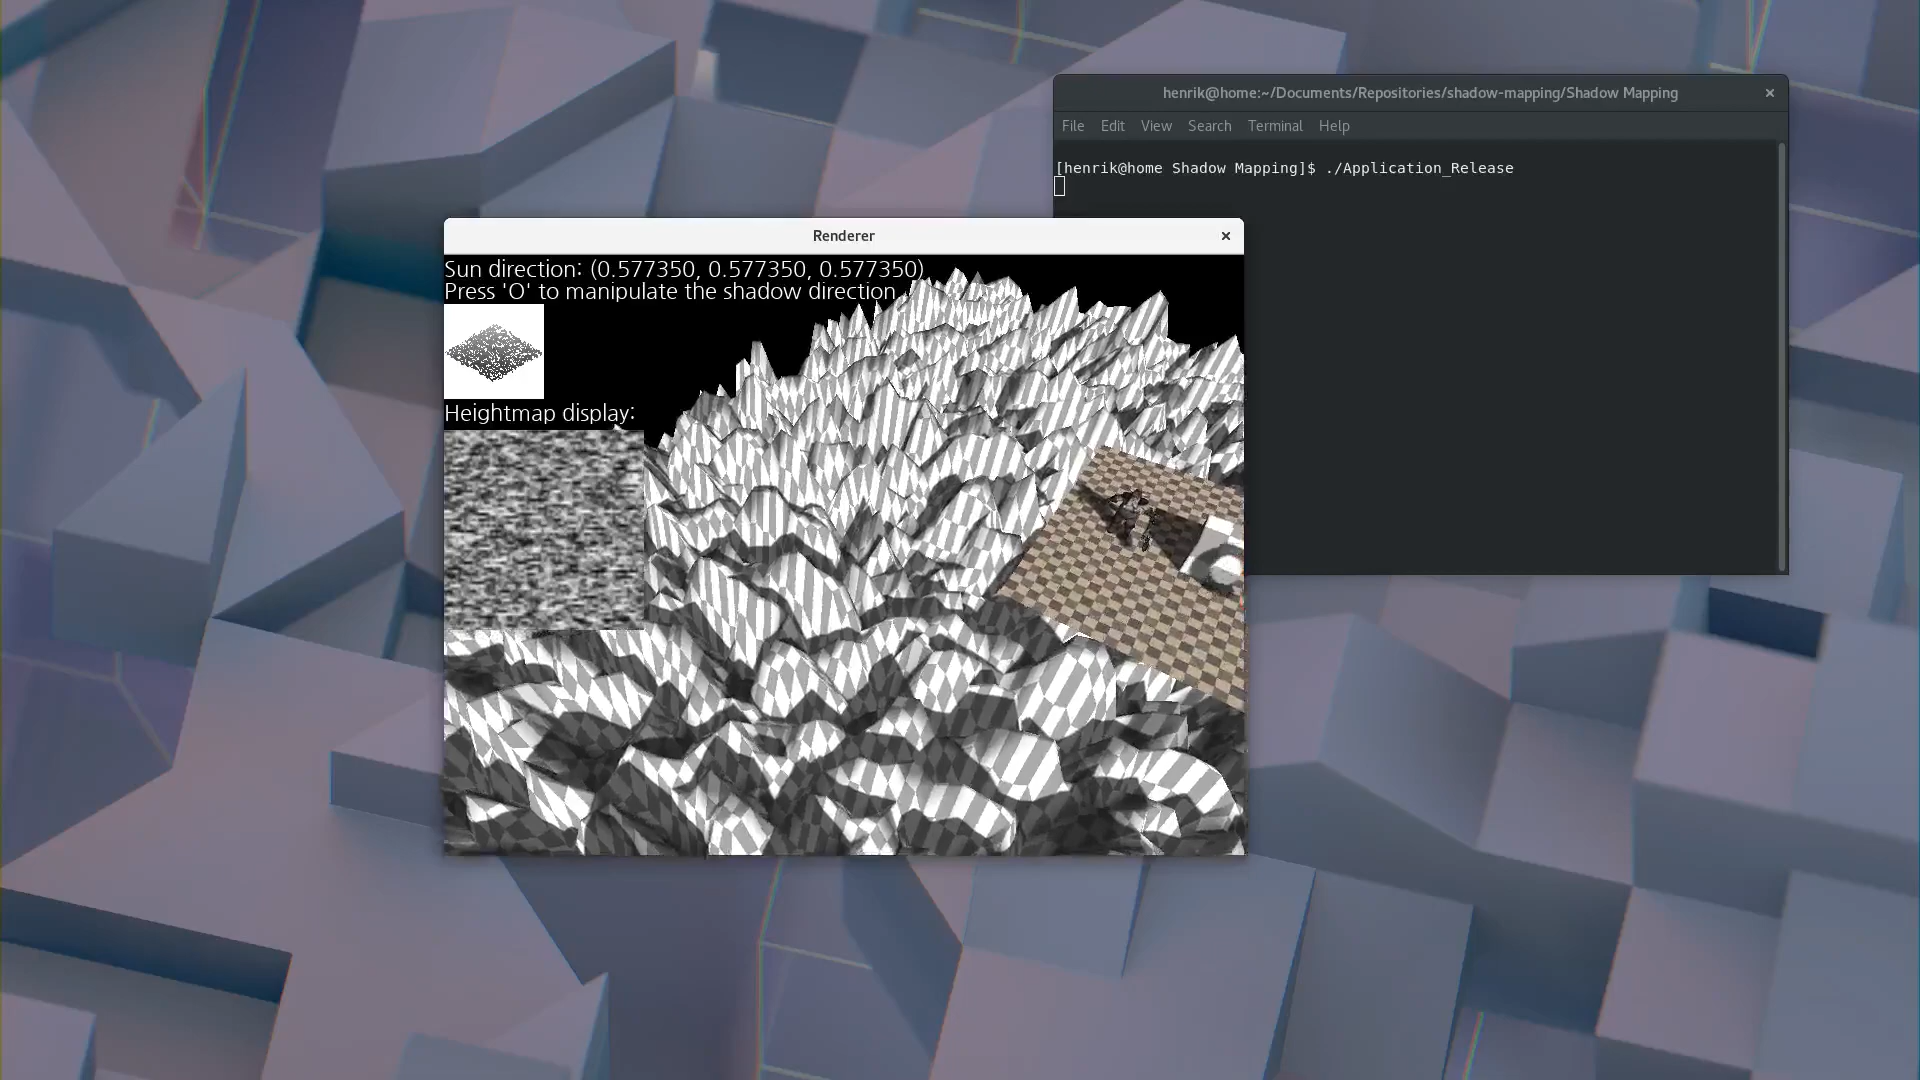 henrik@home:~/Documents/Repositories/shadow-mapping/Shadow Mapping
File Edit View Search Terminal Help
[henrik@home Shadow Mapping]$ ./Application_Release
Renderer
Sun direction: (0.577350, 0.577350, 0.577350)
Press 'O' to manipulate the shadow direction
Heightmap display: